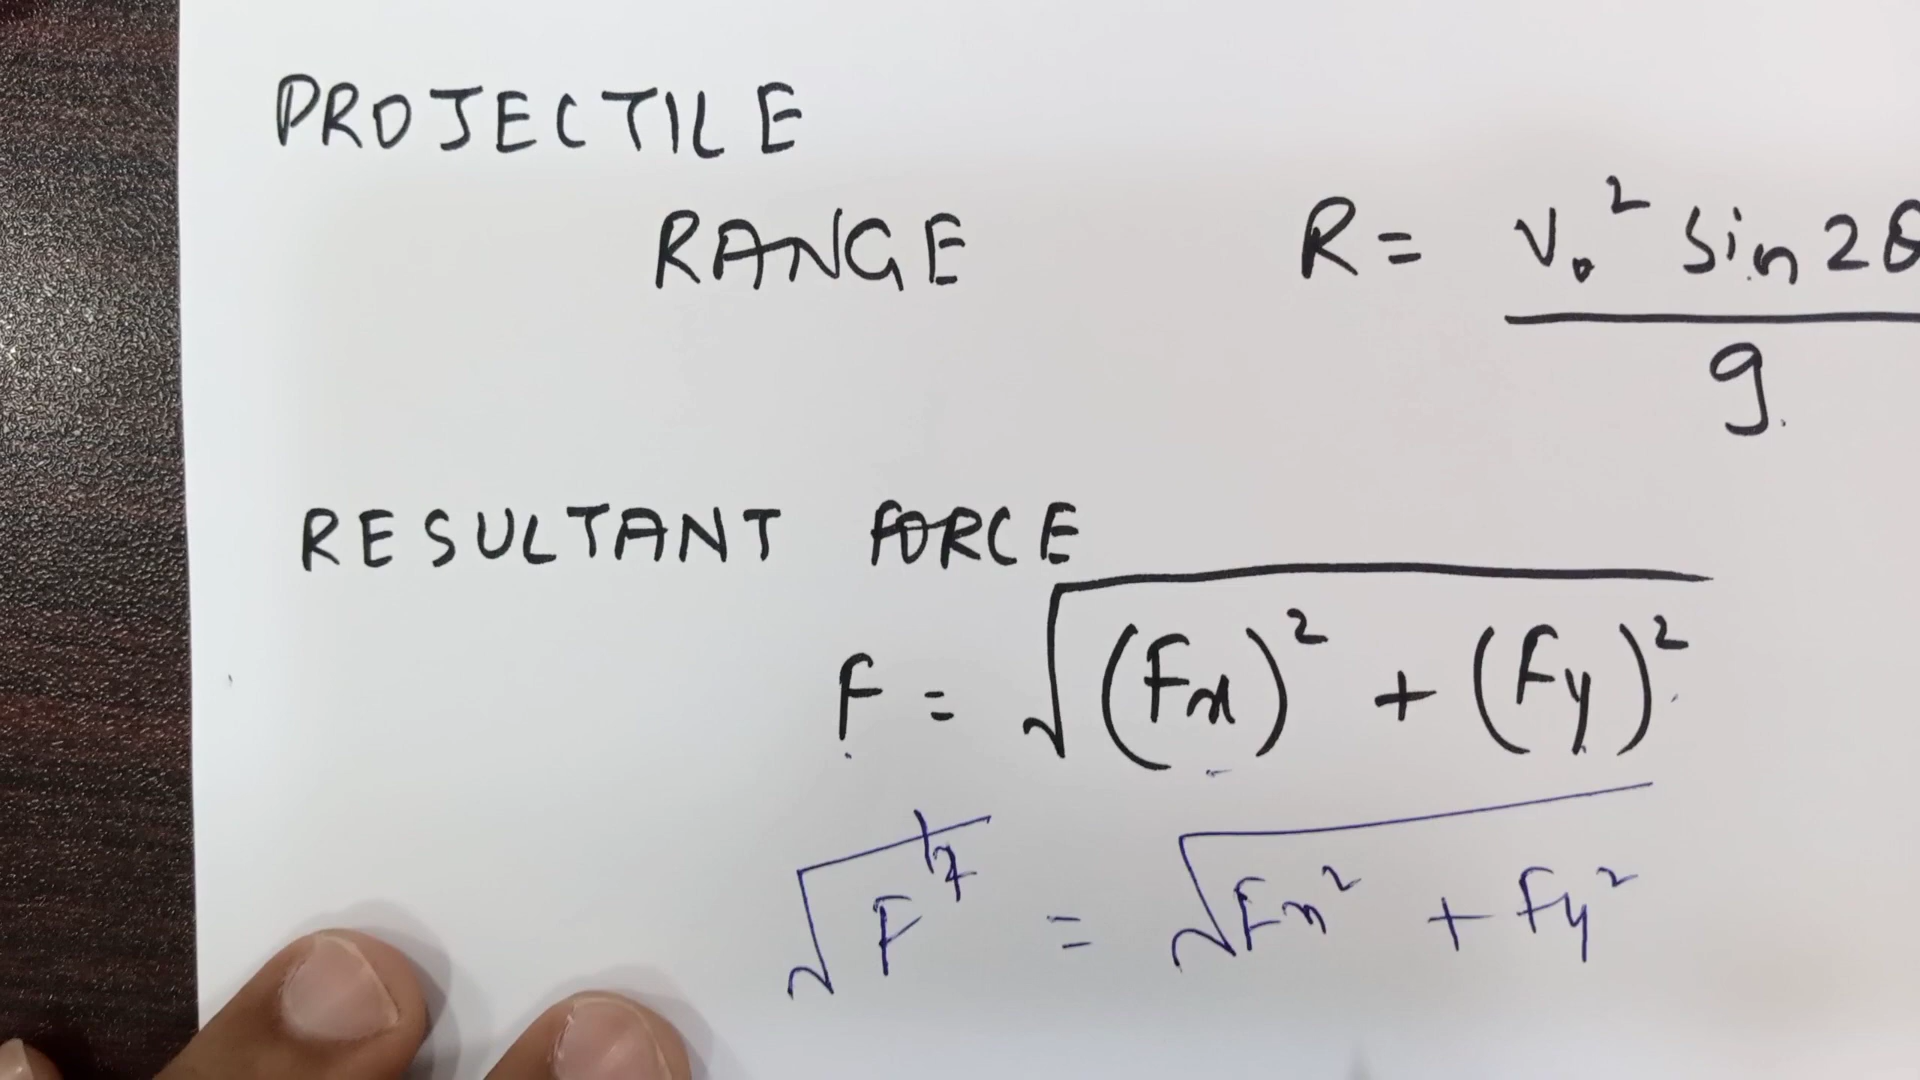 PROJECTILE
RANGE R = V₀² sin 2θ
g
RESULTANT FORCE
F = √(Fx)² + (Fy)²
√F² = √Fx² + Fy²